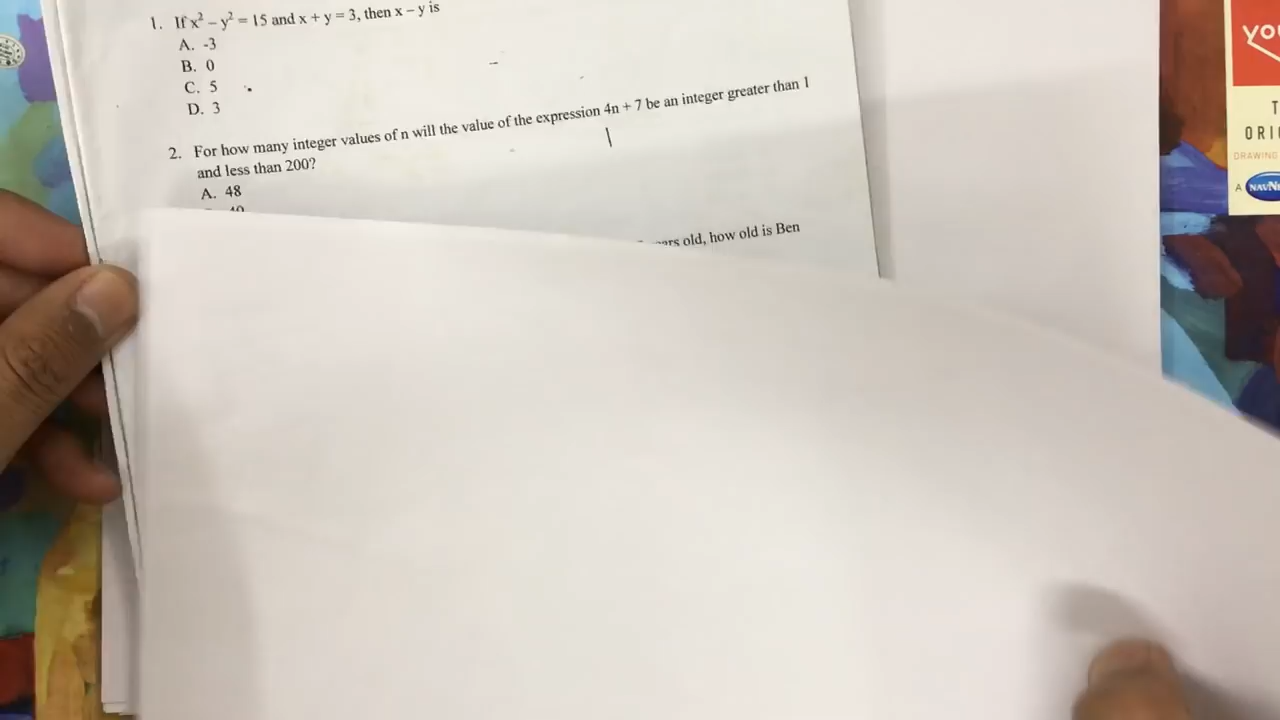 1. If x² – y² = 15 and x + y = 3, then x – y is
A. -3
B. 0
C. 5
D. 3
2. For how many integer values of n will the value of the expression 4n + 7 be an integer greater than 1
and less than 200?
A. 48
old, how old is Ben
DRAWING
A NAVNE